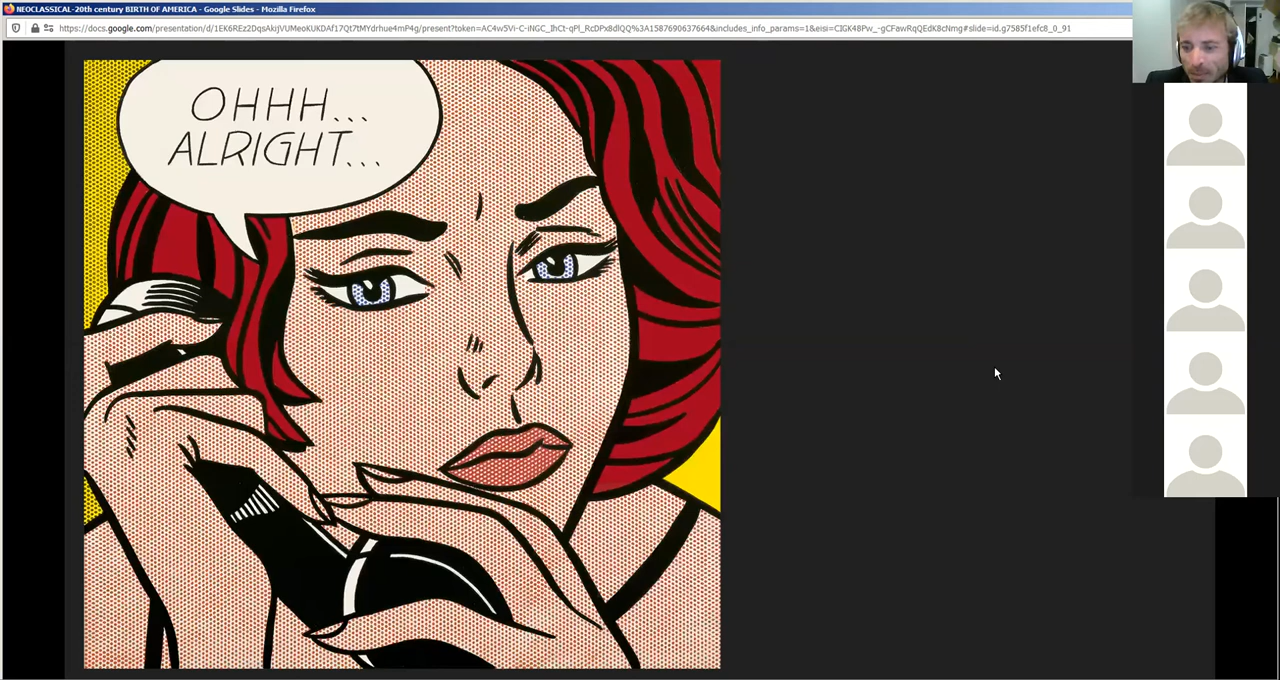 NEOCLASSICAL-20th century BIRTH OF AMERICA - Google Slides - Mozilla Firefox
OHHH...
ALRIGHT...